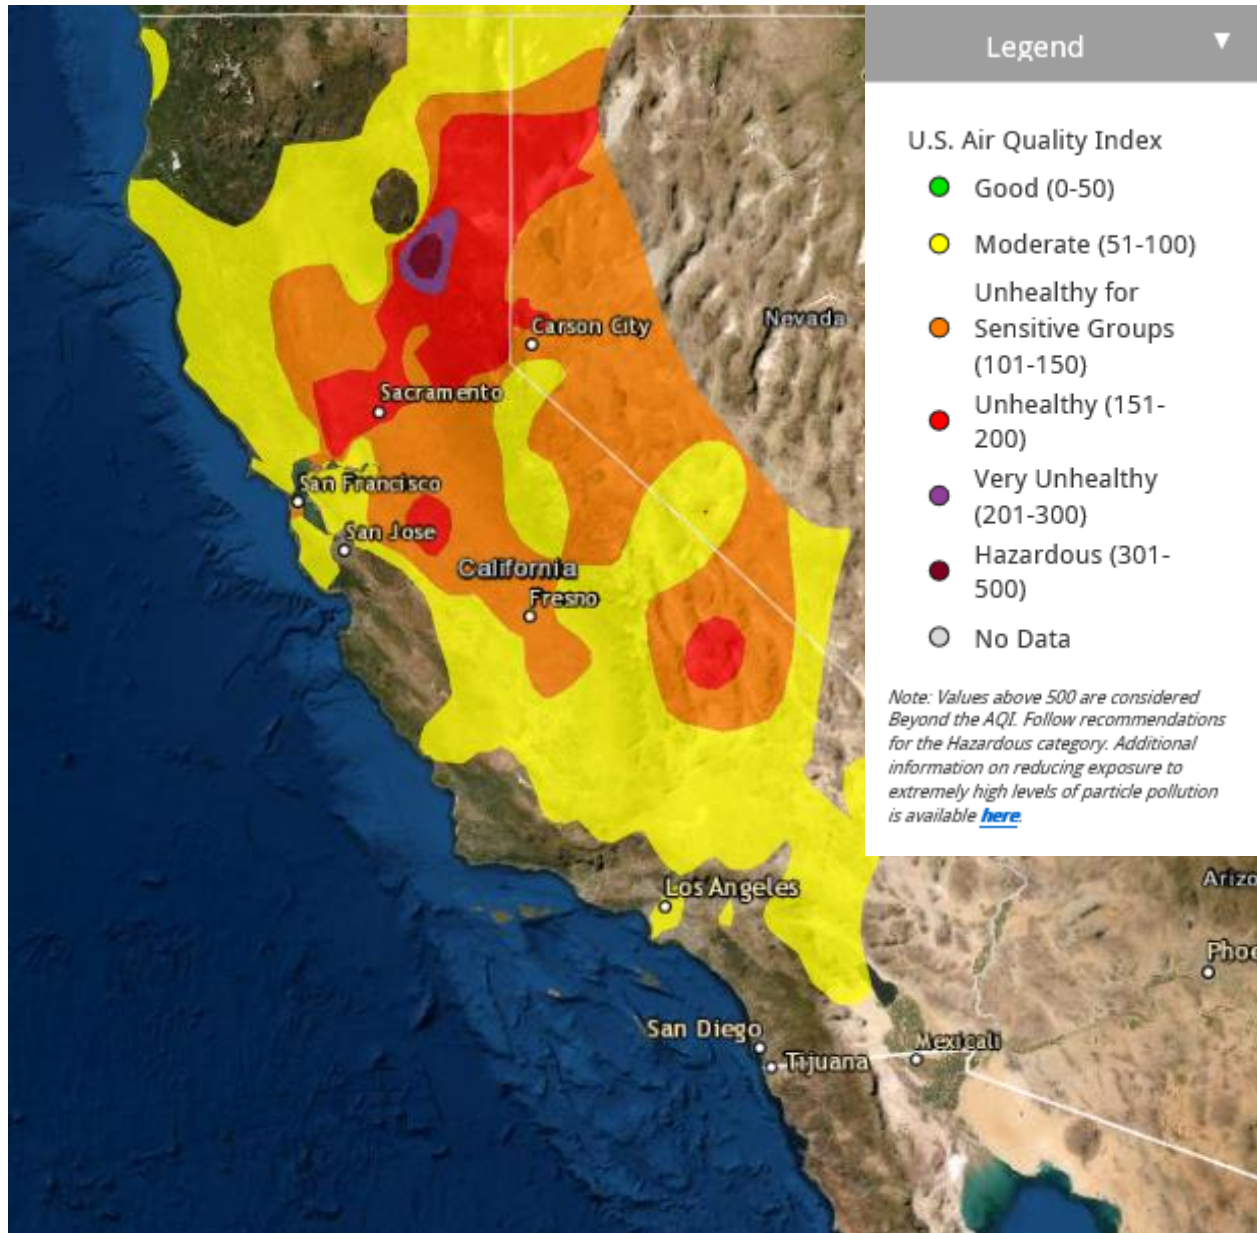 Legend
U.S. Air Quality Index
Good (0-50)
Moderate (51-100)
Unhealthy for
Sensitive Groups
(101-150)
Unhealthy (151-
200)
Very Unhealthy
(201-300)
Hazardous (301-
500)
No Data
Note: Values above 500 are considered
Beyond the AQI. Follow recommendations
for the Hazardous category. Additional
information on reducing exposure to
extremely high levels of particle pollution
is available here.
Nevada
Carson City
Sacramento
San Francisco
San Jose
California
Fresno
Los Angeles
Arizo
Phoe
San Diego
Tijuana
Mexicali